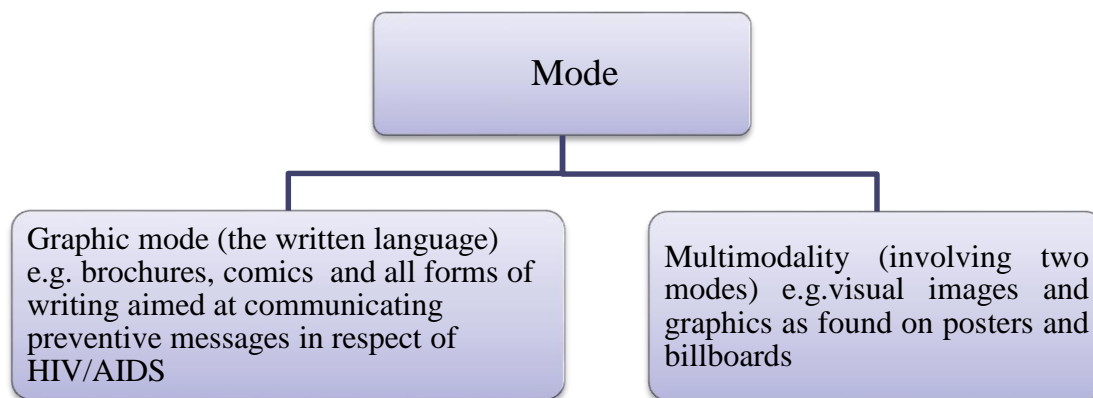 Mode
Graphic mode (the written language)
e.g. brochures, comics and all forms of
writing aimed at communicating
preventive messages in respect of
HIV/AIDS
Multimodality (involving two
modes) e.g.visual images and
graphics as found on posters and
billboards